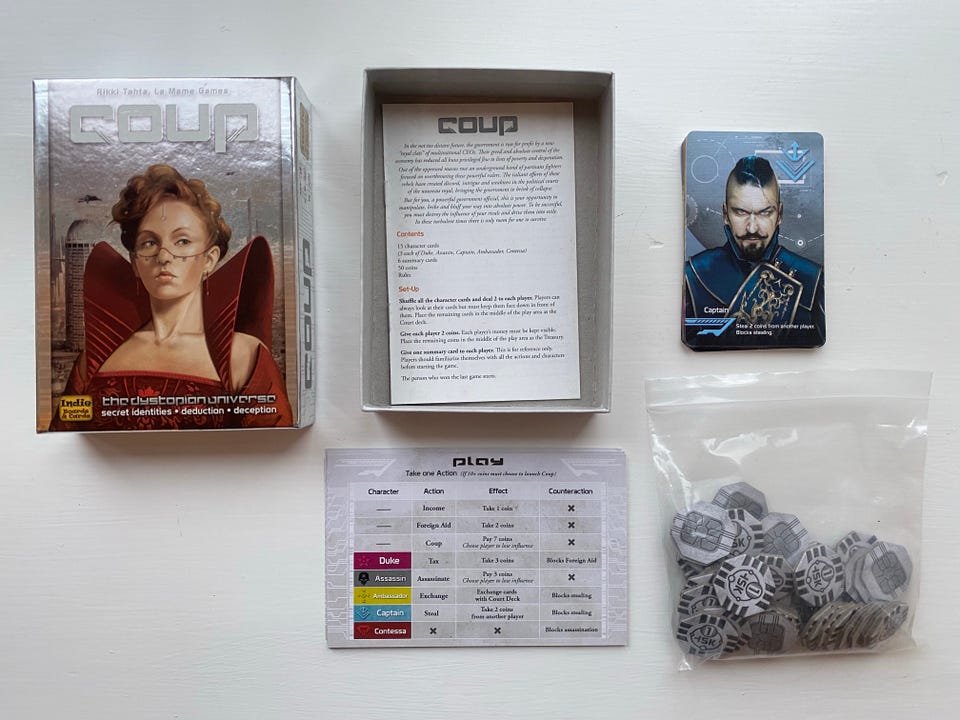 Rikki Tahta, La Mame Games
COUP
Indie
Boards & Cards
the dystopian universe
secret identities • deduction • deception
COUP
COUP
In the not too distant future, the government is run for profit by a new
"royal class" of multinational CEOs. Their greed and absolute control of the
economy has reduced all but a privileged few to lives of poverty and desperation.
Out of the oppressed masses rose an underground band of partisan fighters
focused on overthrowing these powerful rulers. The valiant efforts of these
rebels have created discord, intrigue and weakness in the political courts
of the nouveau royal, bringing the government to brink of collapse.
But for you, a powerful government official, this is your opportunity to
manipulate, bribe and bluff your way into absolute power. To be successful,
you must destroy the influence of your rivals and drive them into exile.
In these turbulent times there is only room for one to survive.
Contents
15 character cards
(3 each of Duke, Assassin, Captain, Ambassador, Contessa)
6 summary cards
50 coins
Rules
Set-Up
Shuffle all the character cards and deal 2 to each player. Players can
always look at their cards but must keep them face down in front of
them. Place the remaining cards in the middle of the play area as the
Court deck.
Give each player 2 coins. Each player's money must be kept visible.
Place the remaining coins in the middle of the play area as the Treasury.
Give one summary card to each player. This is for reference only.
Players should familiarise themselves with all the actions and characters
before starting the game.
The person who won the last game starts.
Captain
Steal 2 coins from another player.
Blocks stealing.
play
Take one Action (If 10+ coins must choose to launch Coup)
Character Action Effect Counteraction
— Income Take 1 coin ×
— Foreign Aid Take 2 coins ×
— Coup Pay 7 coins ×
Choose player to lose influence
Duke Tax Take 3 coins Blocks Foreign Aid
Assassin Assassinate Pay 3 coins ×
Choose player to lose influence
Ambassador Exchange Exchange cards Blocks stealing
with Court Deck
Captain Steal Take 2 coins Blocks stealing
from another player
Contessa × × Blocks assassination
1
45K
1
45K
1
45K